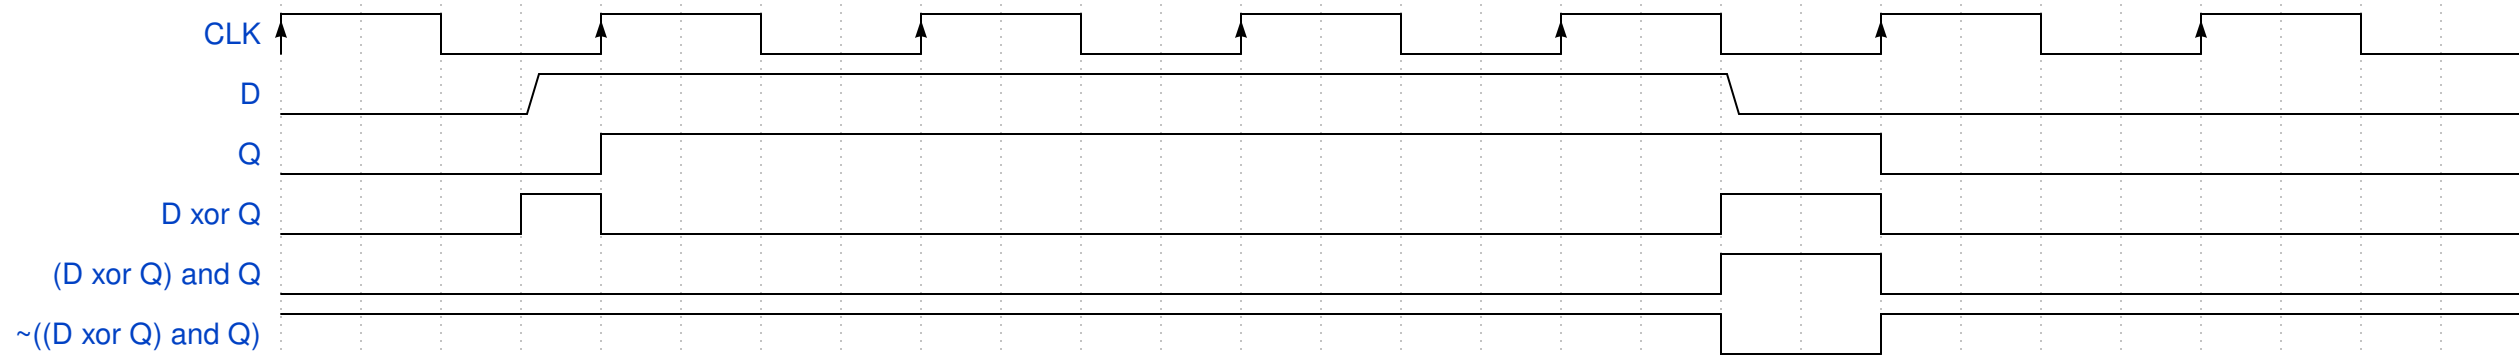 CLK
D
Q
D xor Q
(D xor Q) and Q
~((D xor Q) and Q)